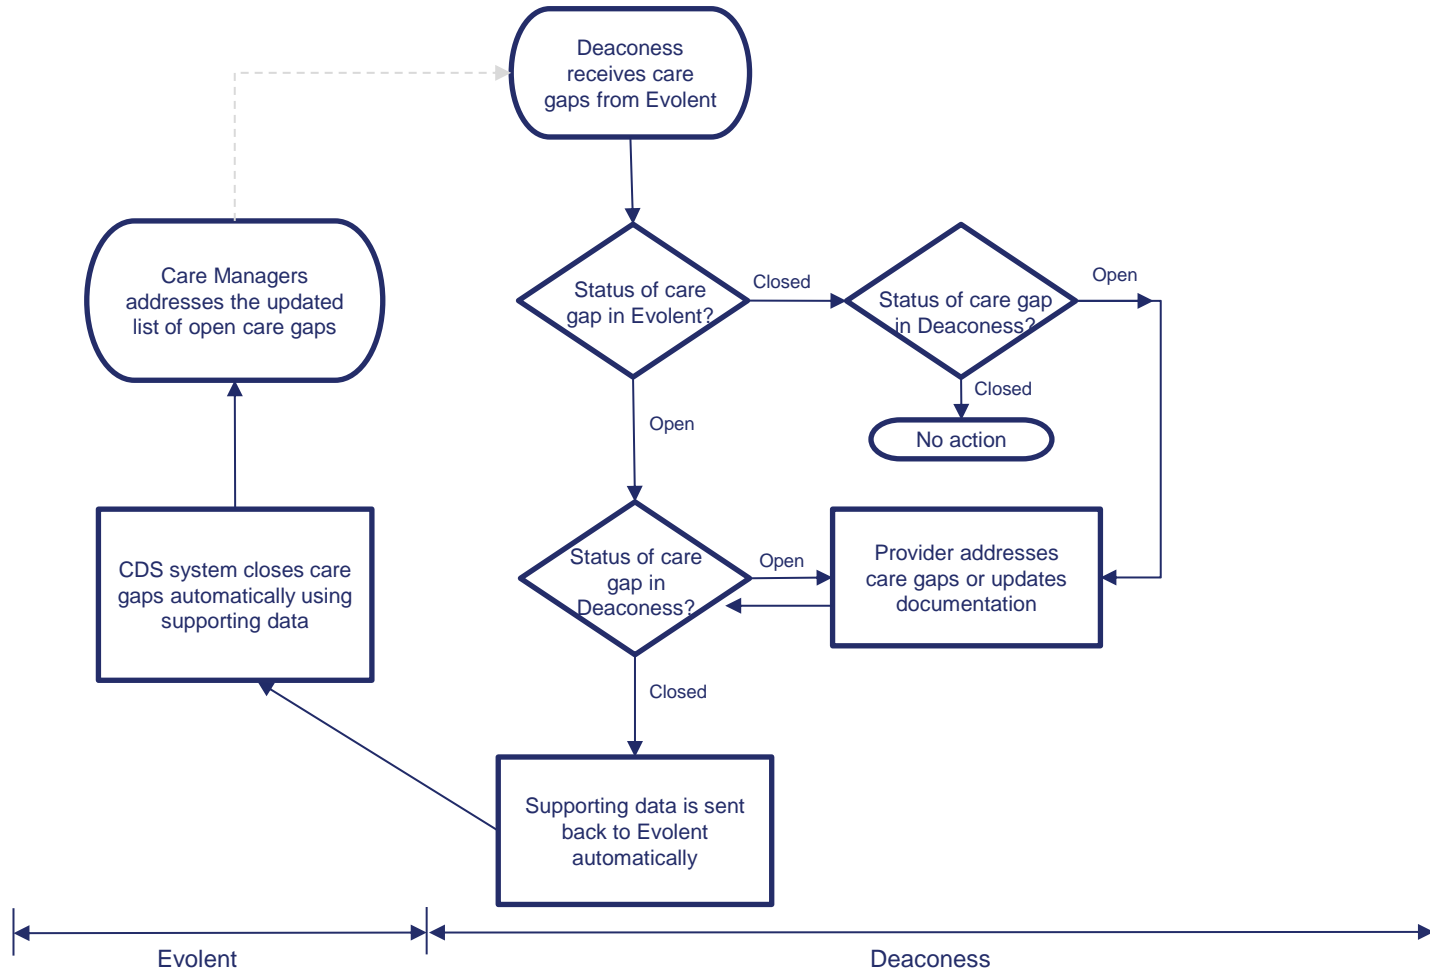 Deaconess
receives care
gaps from Evolent
Care Managers
addresses the updated
list of open care gaps
Status of care
gap in Evolent?
Closed
Status of care gap
in Deaconess?
Open
Closed
No action
Open
CDS system closes care
gaps automatically using
supporting data
Status of care
gap in
Deaconess?
Open
Provider addresses
care gaps or updates
documentation
Closed
Supporting data is sent
back to Evolent
automatically
Evolent
Deaconess